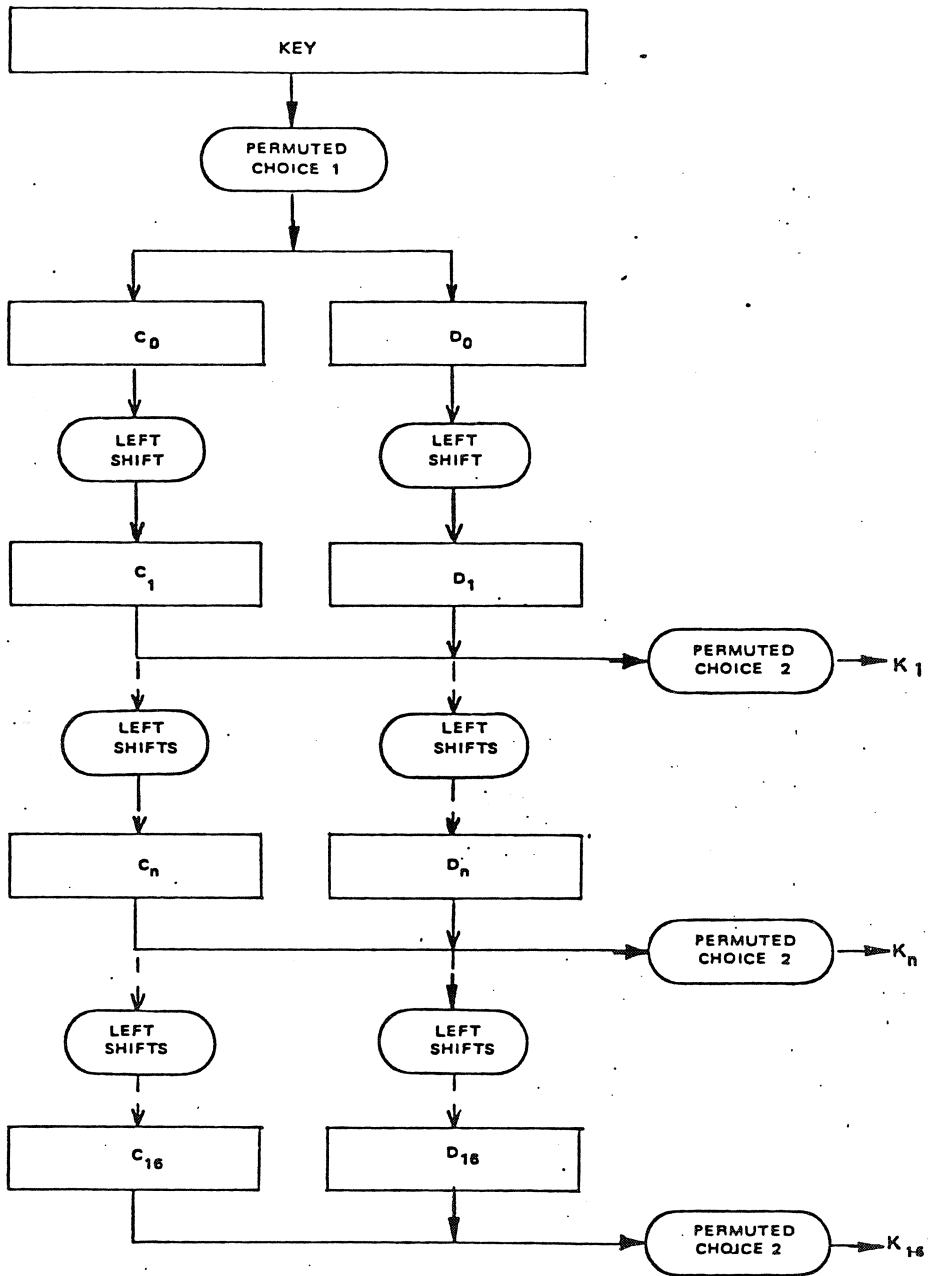 KEY
PERMUTED
CHOICE 1
C₀
D₀
LEFT
SHIFT
LEFT
SHIFT
C₁
D₁
PERMUTED
CHOICE 2
K₁
LEFT
SHIFTS
LEFT
SHIFTS
Cₙ
Dₙ
PERMUTED
CHOICE 2
Kₙ
LEFT
SHIFTS
LEFT
SHIFTS
C₁₆
D₁₆
PERMUTED
CHOICE 2
K₁₆